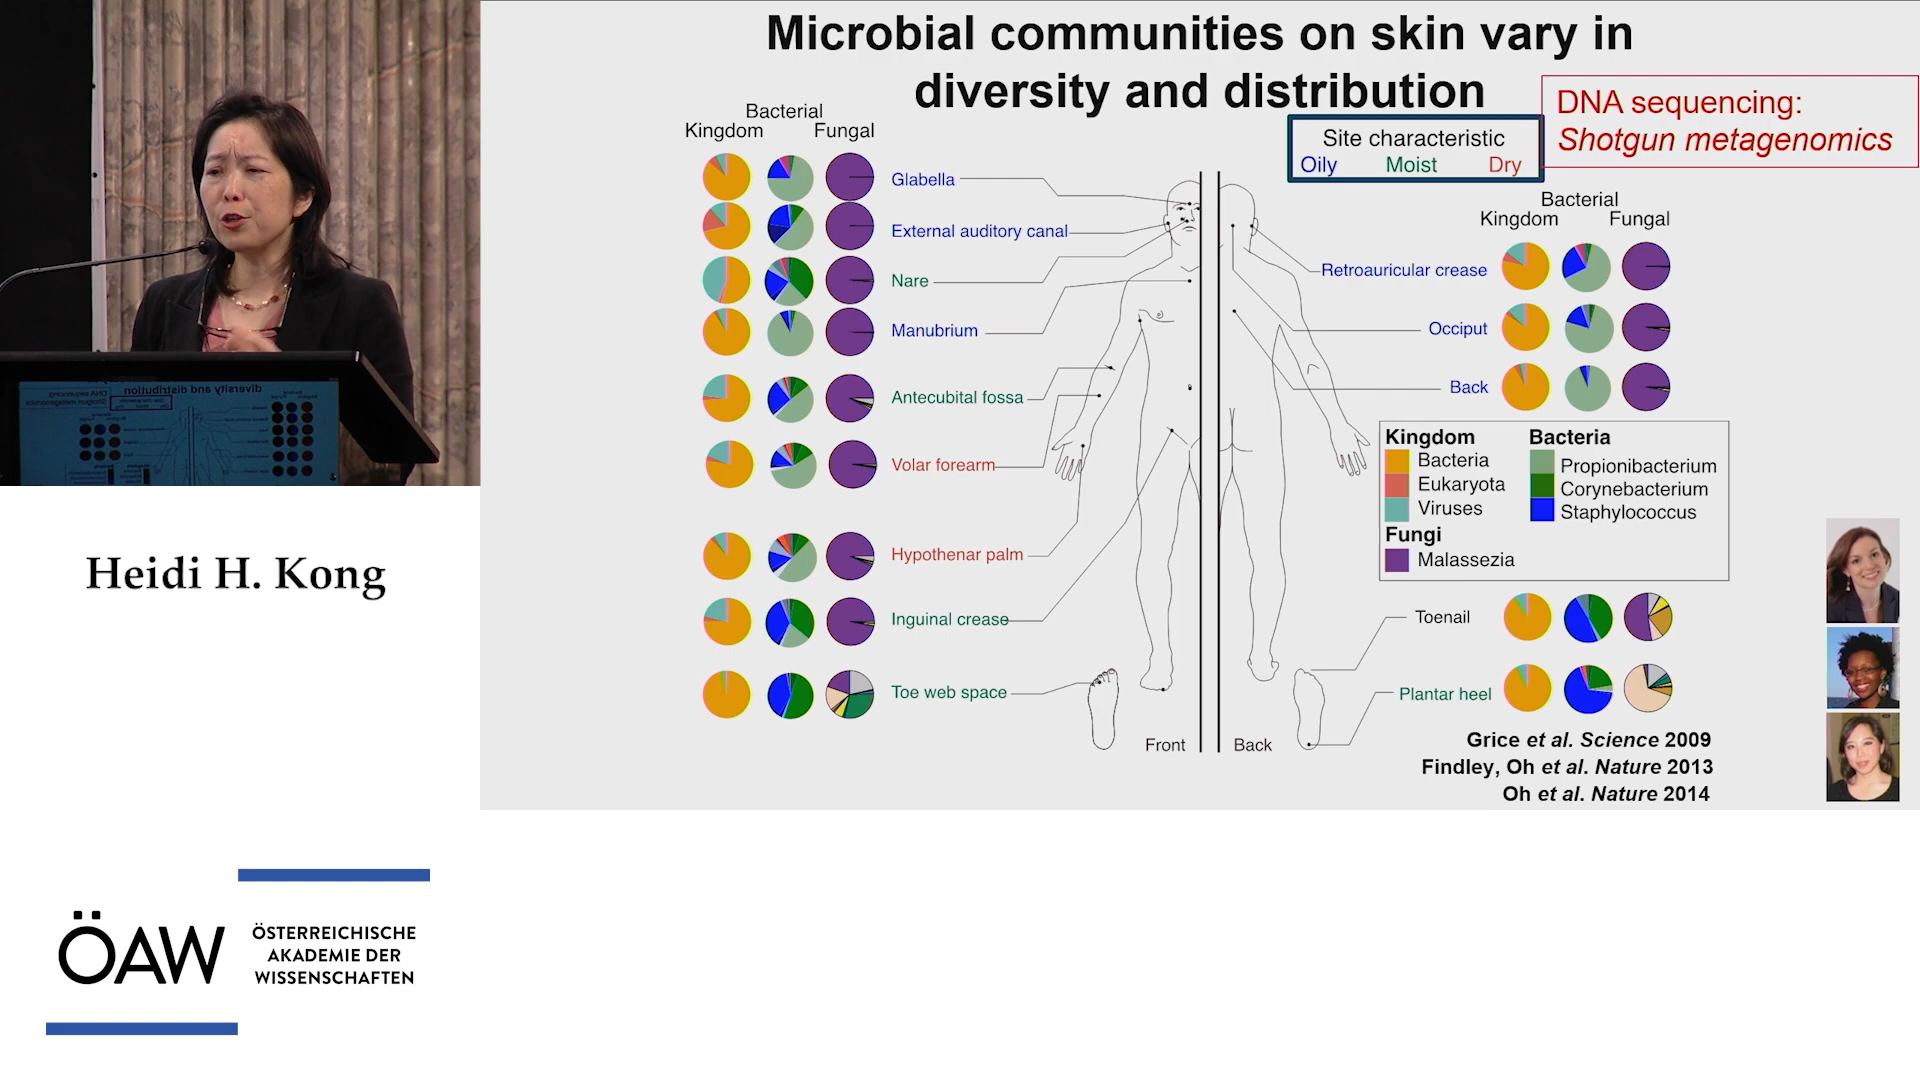 Microbial communities on skin vary in
diversity and distribution
DNA sequencing:
Shotgun metagenomics
Site characteristic
Oily Moist Dry
Bacterial
Kingdom Fungal
Glabella
External auditory canal
Nare
Manubrium
Antecubital fossa
Volar forearm
Hypothenar palm
Inguinal crease
Toe web space
Front Back
Bacterial
Kingdom Fungal
Retroauricular crease
Occiput
Back
Kingdom
Bacteria
Eukaryota
Viruses
Fungi
Malassezia
Bacteria
Propionibacterium
Corynebacterium
Staphylococcus
Toenail
Plantar heel
Grice et al. Science 2009
Findley, Oh et al. Nature 2013
Oh et al. Nature 2014
Heidi H. Kong
ÖAW
ÖSTERREICHISCHE
AKADEMIE DER
WISSENSCHAFTEN